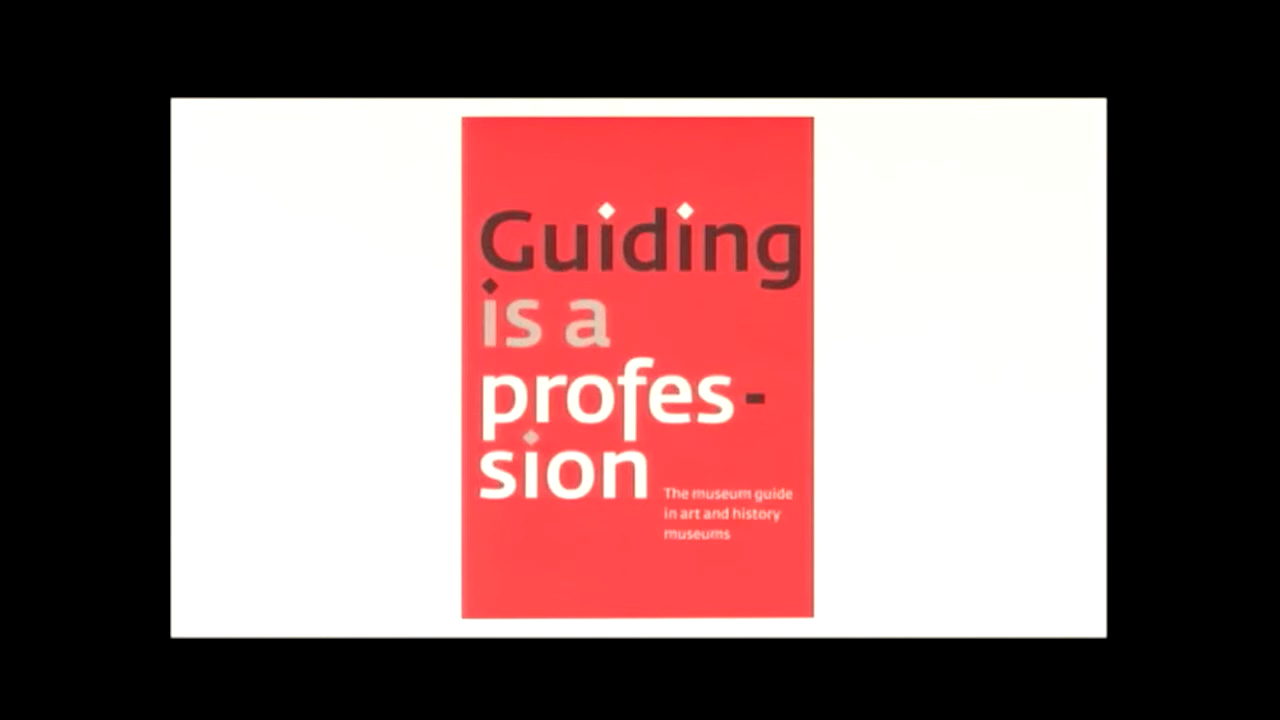 Guiding
is a
profes-
sion
The museum guide
in art and history
museums